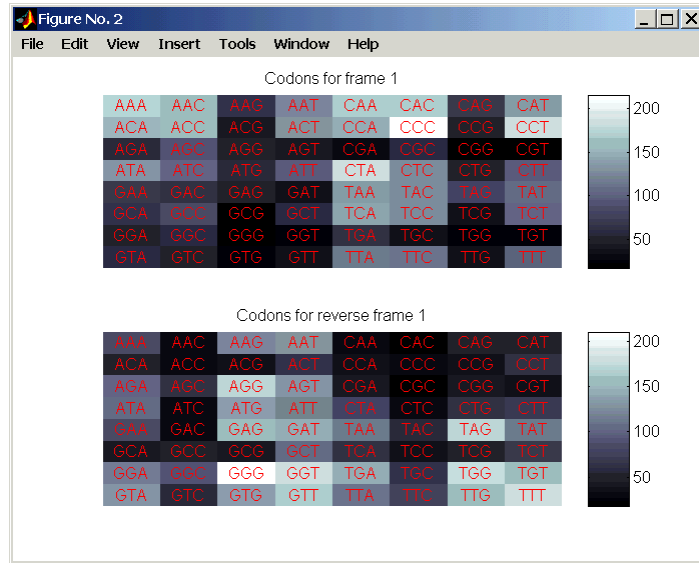 Figure No. 2
File Edit View Insert Tools Window Help
Codons for frame 1
AAA AAC AAG AAT CAA CAC CAG CAT
ACA ACC ACG ACT CCA CCC CCG CCT
AGA AGC AGG AGT CGA CGC CGG CGT
ATA ATC ATG ATT CTA CTC CTG CTT
GAA GAC GAG GAT TAA TAC TAG TAT
GCA GCC GCG GCT TCA TCC TCG TCT
GGA GGC GGG GGT TGA TGC TGG TGT
GTA GTC GTG GTT TTA TTC TTG TTT
200
150
100
50
Codons for reverse frame 1
AAA AAC AAG AAT CAA CAC CAG CAT
ACA ACC ACG ACT CCA CCC CCG CCT
AGA AGC AGG AGT CGA CGC CGG CGT
ATA ATC ATG ATT CTA CTC CTG CTT
GAA GAC GAG GAT TAA TAC TAG TAT
GCA GCC GCG GCT TCA TCC TCG TCT
GGA GGC GGG GGT TGA TGC TGG TGT
GTA GTC GTG GTT TTA TTC TTG TTT
200
150
100
50